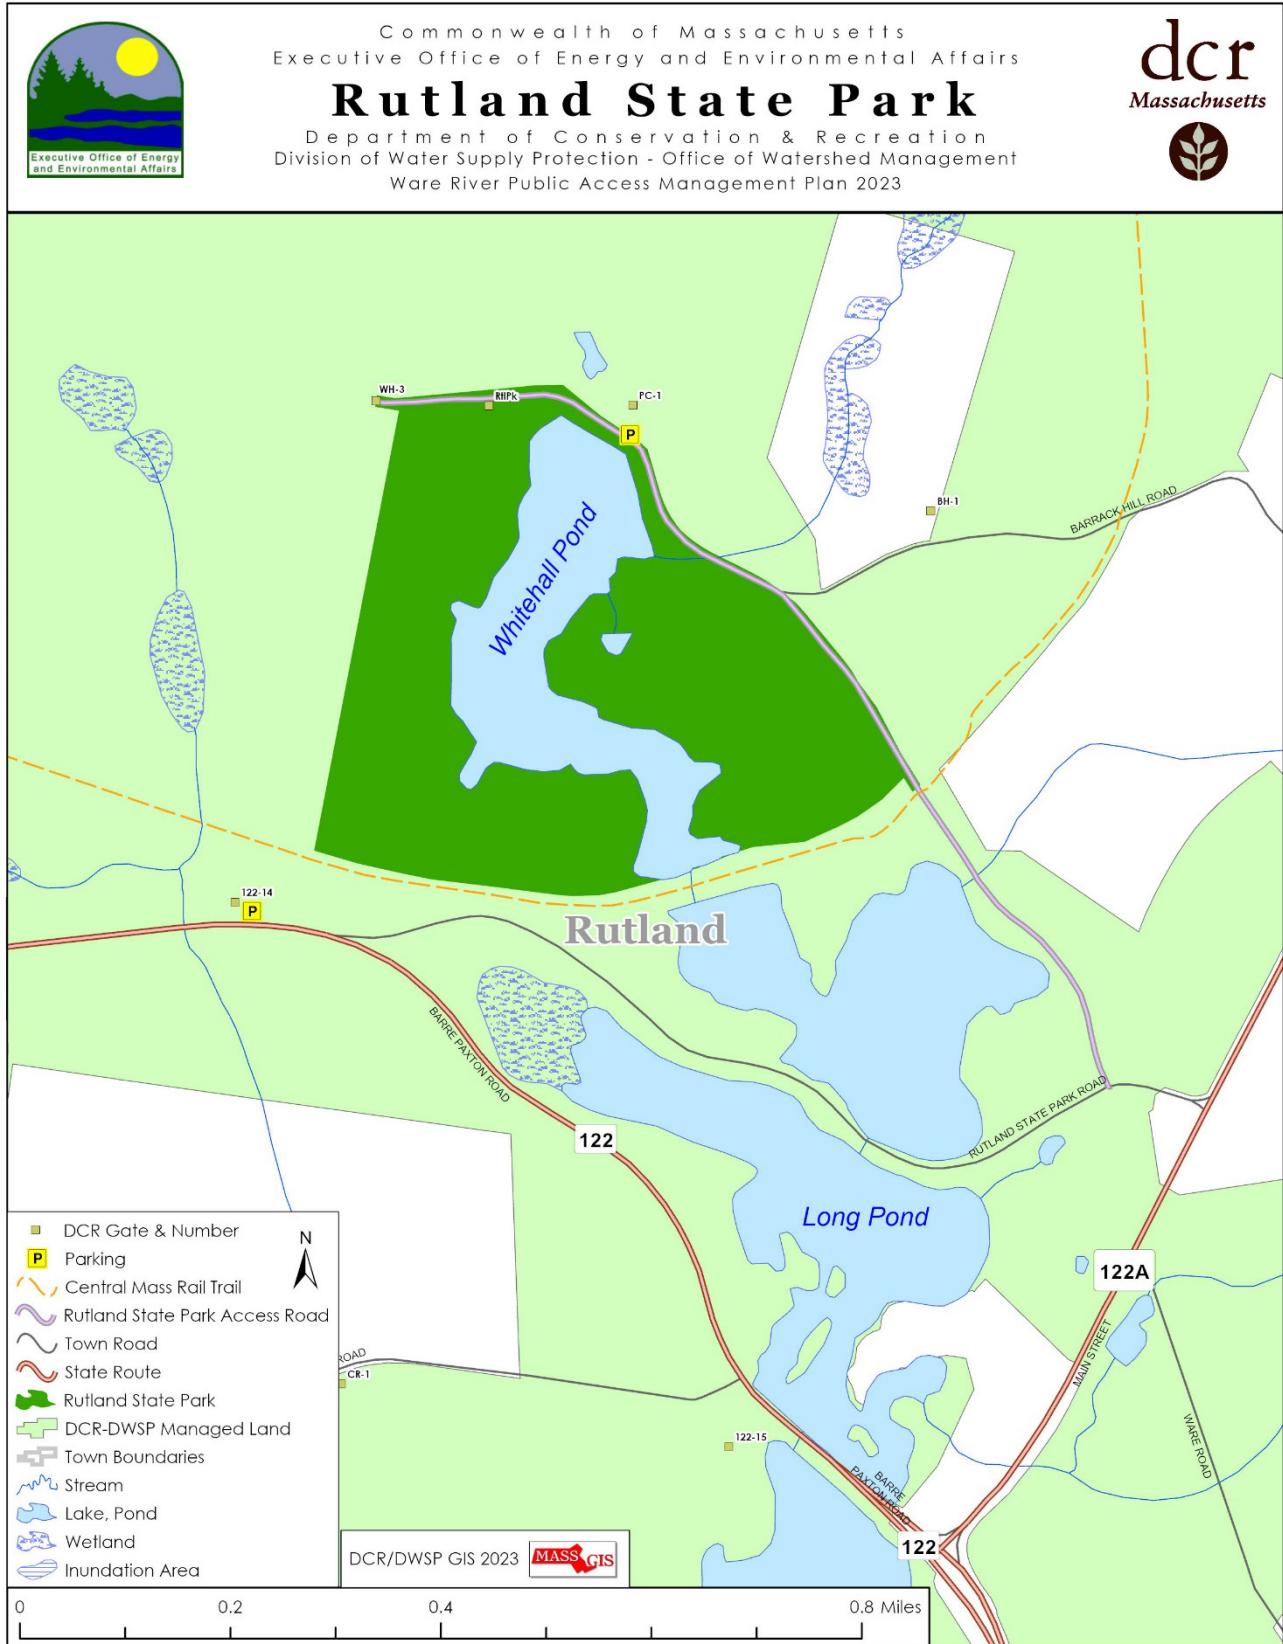 Commonwealth of Massachusetts
Executive Office of Energy and Environmental Affairs
Rutland State Park
Department of Conservation & Recreation
Division of Water Supply Protection - Office of Watershed Management
Ware River Public Access Management Plan 2023
Executive Office of Energy
and Environmental Affairs
dcr
Massachusetts
WH-3
RtlPk
PC-1
P
BH-1
BARRACK HILL ROAD
Whitehall Pond
122-14
P
Rutland
BARRE PAXTON ROAD
122
RUTLAND STATE PARK ROAD
Long Pond
122A
MAIN STREET
WARE ROAD
ROAD
CR-1
122-15
BARRE
PAXTON ROAD
122
DCR Gate & Number
N
P
Parking
Central Mass Rail Trail
Rutland State Park Access Road
Town Road
State Route
Rutland State Park
DCR-DWSP Managed Land
Town Boundaries
Stream
Lake, Pond
Wetland
Inundation Area
DCR/DWSP GIS 2023
MASS GIS
0 0.2 0.4 0.8 Miles